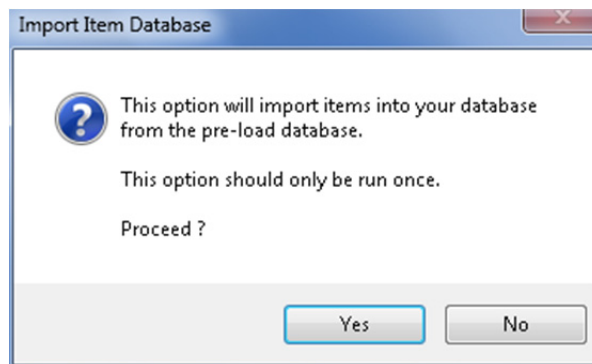 Import Item Database
This option will import items into your database
from the pre-load database.
This option should only be run once.
Proceed ?
Yes
No